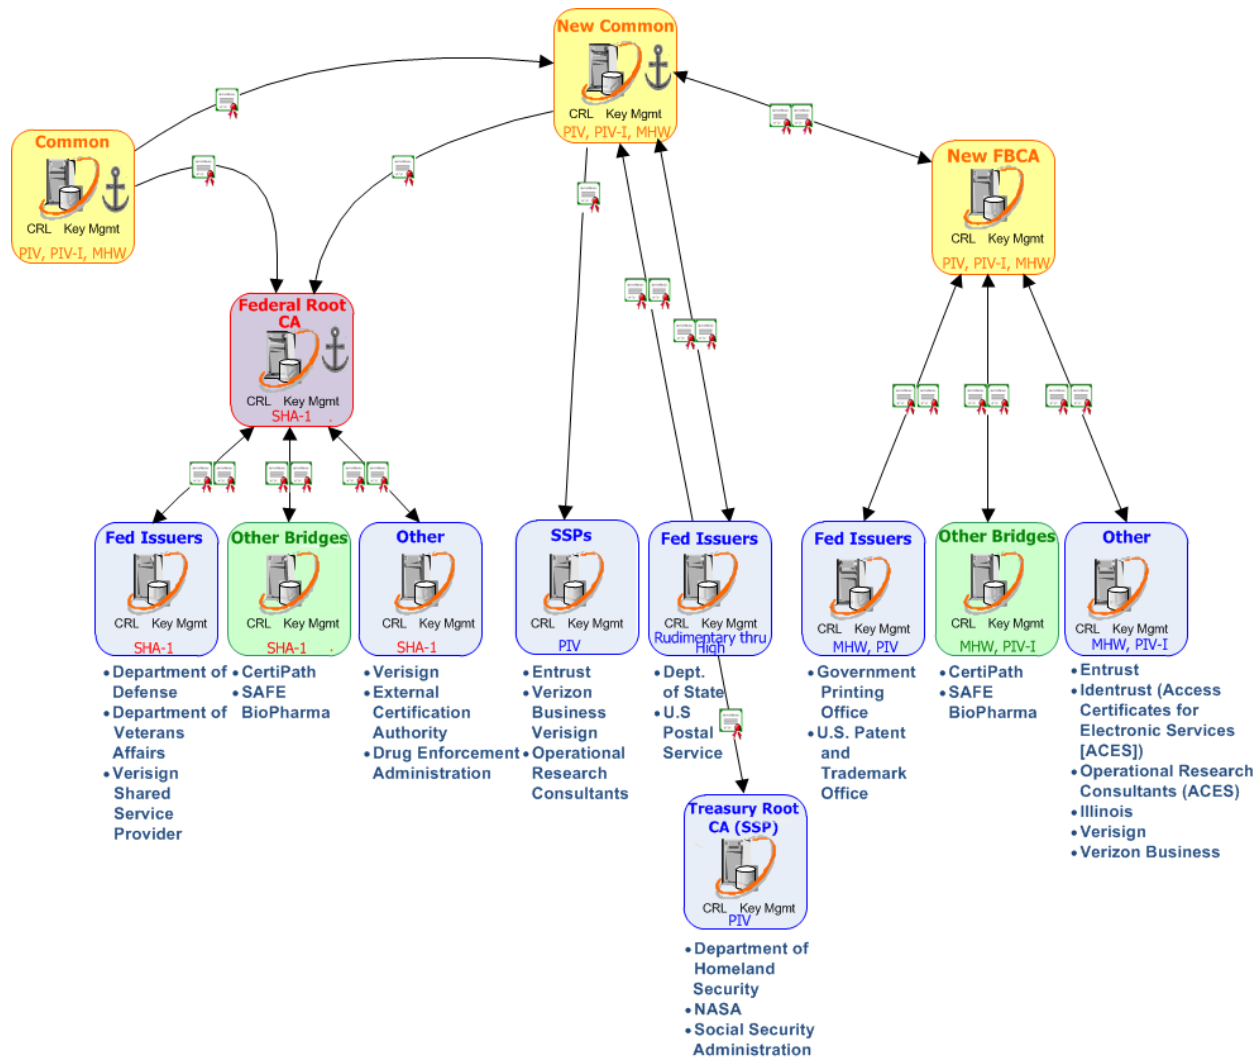 New Common
CRL Key Mgmt
PIV, PIV-I, MHW
Common
CRL Key Mgmt
PIV, PIV-I, MHW
New FBCA
CRL Key Mgmt
PIV, PIV-I, MHW
Federal Root
CA
CRL Key Mgmt
SHA-1
Fed Issuers
CRL Key Mgmt
SHA-1
• Department of
Defense
• Department of
Veterans
Affairs
• Verisign
Shared
Service
Provider
Other Bridges
CRL Key Mgmt
SHA-1
• CertiPath
• SAFE
BioPharma
Other
CRL Key Mgmt
SHA-1
• Verisign
• External
Certification
Authority
• Drug Enforcement
Administration
SSPs
CRL Key Mgmt
PIV
• Entrust
• Verizon
Business
Verisign
• Operational
Research
Consultants
Fed Issuers
CRL Key Mgmt
Rudimentary thru
High
• Dept.
of State
• U.S
Postal
Service
Treasury Root
CA (SSP)
CRL Key Mgmt
PIV
• Department of
Homeland
Security
• NASA
• Social Security
Administration
Fed Issuers
CRL Key Mgmt
MHW, PIV
• Government
Printing
Office
• U.S. Patent
and
Trademark
Office
Other Bridges
CRL Key Mgmt
MHW, PIV-I
• CertiPath
• SAFE
BioPharma
Other
CRL Key Mgmt
MHW, PIV-I
• Entrust
• Identrust (Access
Certificates for
Electronic Services
[ACES])
• Operational Research
Consultants (ACES)
• Illinois
• Verisign
• Verizon Business